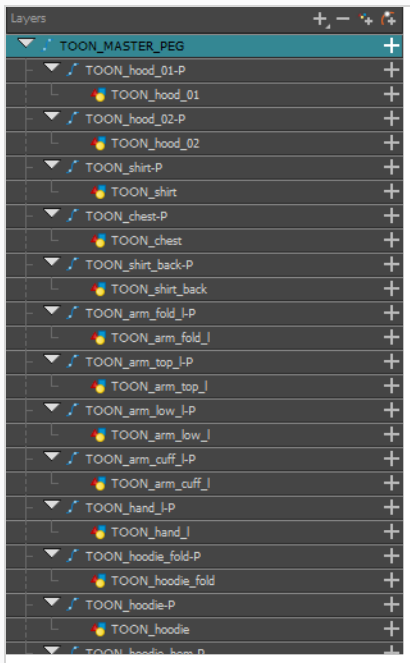 Layers
TOON_MASTER_PEG
TOON_hood_01-P
TOON_hood_01
TOON_hood_02-P
TOON_hood_02
TOON_shirt-P
TOON_shirt
TOON_chest-P
TOON_chest
TOON_shirt_back-P
TOON_shirt_back
TOON_arm_fold_l-P
TOON_arm_fold_l
TOON_arm_top_l-P
TOON_arm_top_l
TOON_arm_low_l-P
TOON_arm_low_l
TOON_arm_cuff_l-P
TOON_arm_cuff_l
TOON_hand_l-P
TOON_hand_l
TOON_hoodie_fold-P
TOON_hoodie_fold
TOON_hoodie-P
TOON_hoodie
TOON_hoodie_hem-P